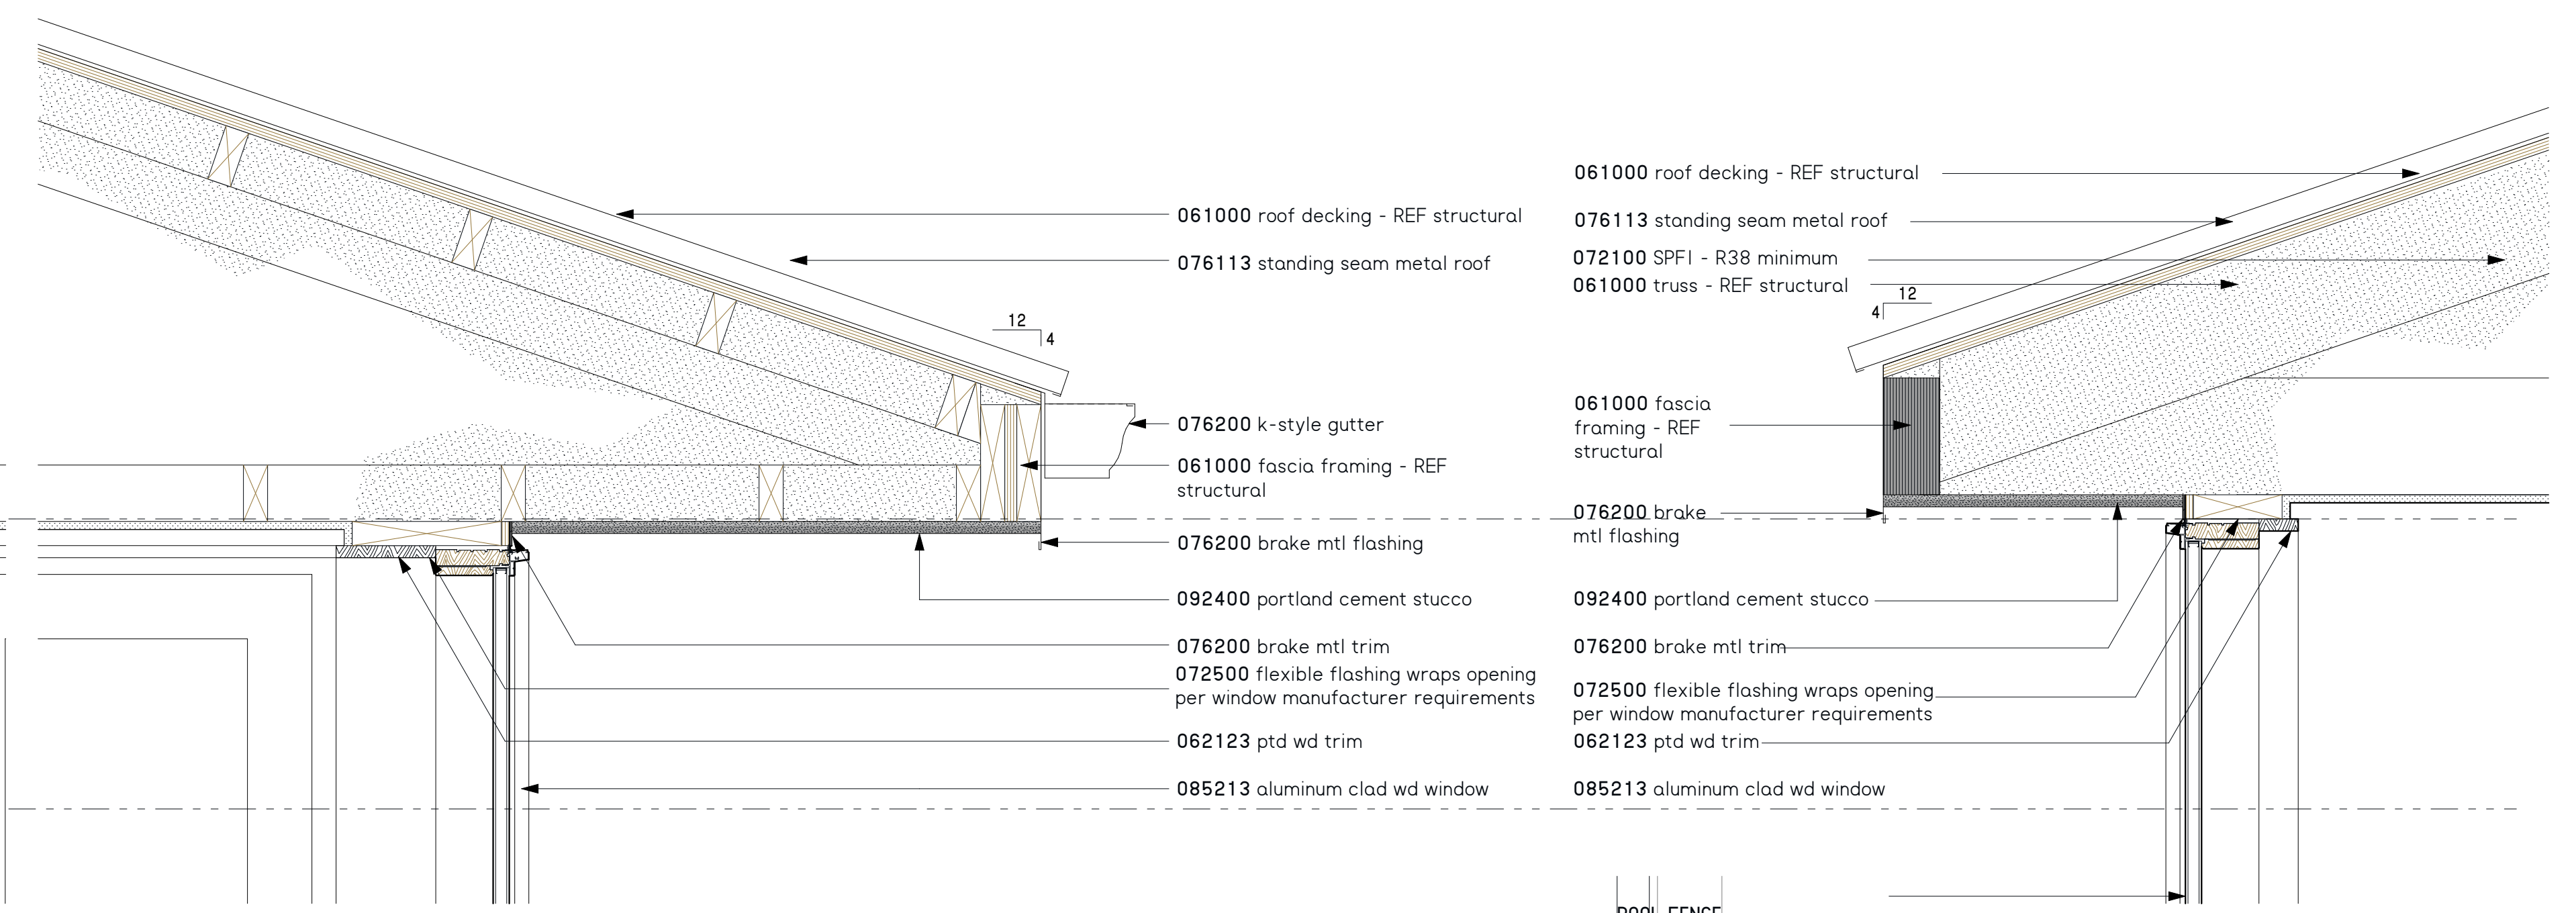 061000 roof decking - REF structural
076113 standing seam metal roof
12
4
076200 k-style gutter
061000 fascia framing - REF
structural
076200 brake mtl flashing
092400 portland cement stucco
076200 brake mtl trim
072500 flexible flashing wraps opening
per window manufacturer requirements
062123 ptd wd trim
085213 aluminum clad wd window
061000 roof decking - REF structural
076113 standing seam metal roof
072100 SPFI - R38 minimum
061000 truss - REF structural
12
4
061000 fascia
framing - REF
structural
076200 brake
mtl flashing
092400 portland cement stucco
076200 brake mtl trim
072500 flexible flashing wraps opening
per window manufacturer requirements
062123 ptd wd trim
085213 aluminum clad wd window
POOL FENCE